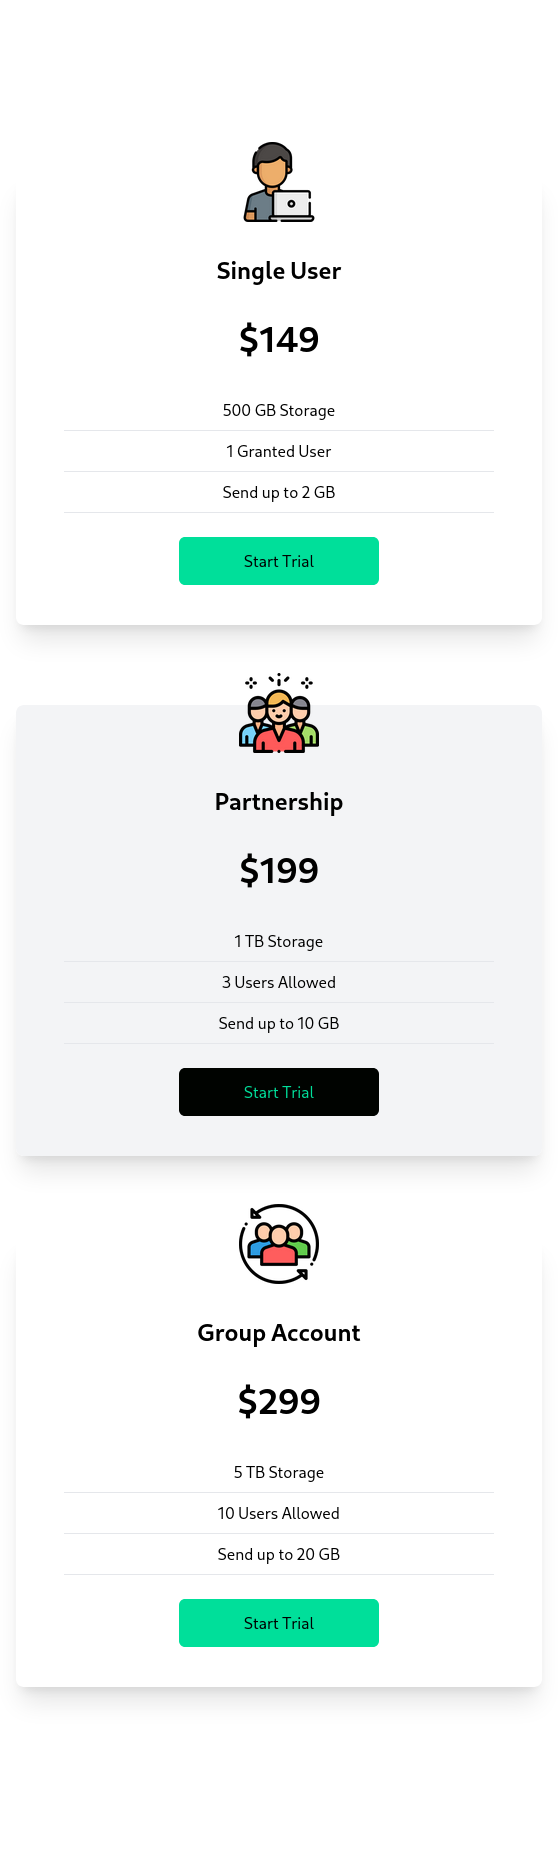 Single User
$149
500 GB Storage
1 Granted User
Send up to 2 GB
Start Trial
Partnership
$199
1 TB Storage
3 Users Allowed
Send up to 10 GB
Start Trial
Group Account
$299
5 TB Storage
10 Users Allowed
Send up to 20 GB
Start Trial